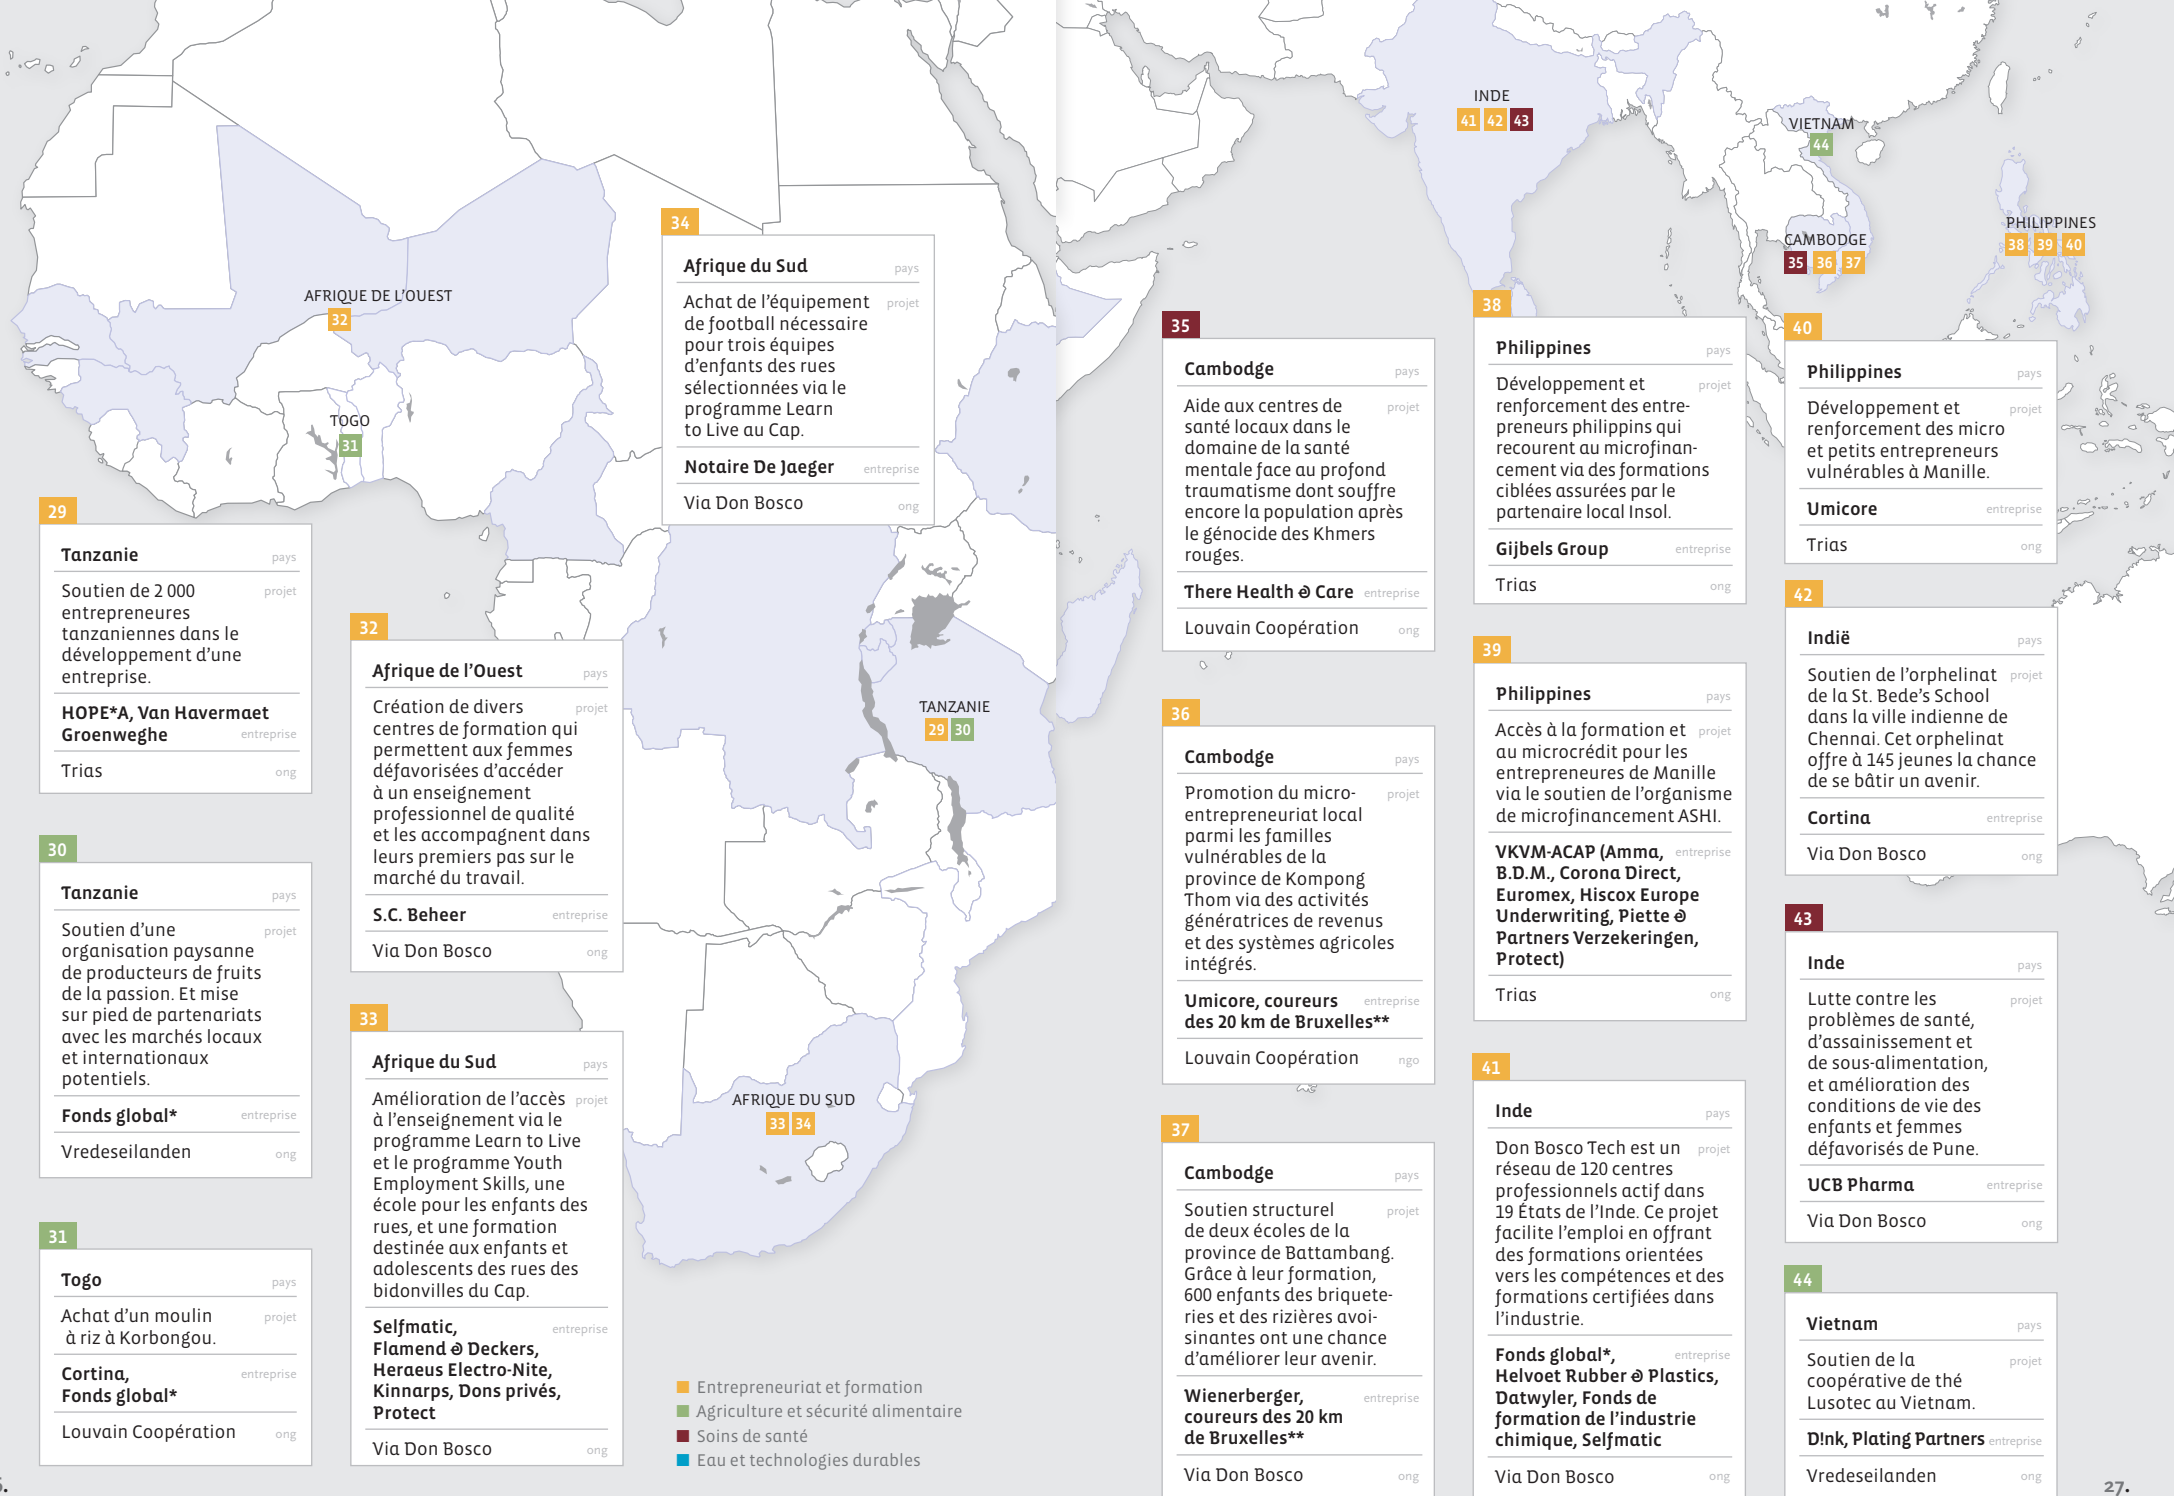 AFRIQUE DE L'OUEST
32
TOGO
31
TANZANIE
29 30
AFRIQUE DU SUD
33 34
INDE
41 42 43
VIETNAM
44
CAMBODGE
35 36 37
PHILIPPINES
38 39 40
29
Tanzanie pays
Soutien de 2 000 projet
entrepreneures
tanzaniennes dans le
développement d'une
entreprise.
HOPE*A, Van Havermaet
Groenweghe entreprise
Trias ong
30
Tanzanie pays
Soutien d'une projet
organisation paysanne
de producteurs de fruits
de la passion. Et mise
sur pied de partenariats
avec les marchés locaux
et internationaux
potentiels.
Fonds global* entreprise
Vredeseilanden ong
31
Togo pays
Achat d'un moulin projet
à riz à Korbongou.
Cortina, entreprise
Fonds global*
Louvain Coopération ong
32
Afrique de l'Ouest pays
Création de divers projet
centres de formation qui
permettent aux femmes
défavorisées d'accéder
à un enseignement
professionnel de qualité
et les accompagnent dans
leurs premiers pas sur le
marché du travail.
S.C. Beheer entreprise
Via Don Bosco ong
33
Afrique du Sud pays
Amélioration de l'accès projet
à l'enseignement via le
programme Learn to Live
et le programme Youth
Employment Skills, une
école pour les enfants des
rues, et une formation
destinée aux enfants et
adolescents des rues des
bidonvilles du Cap.
Selfmatic, entreprise
Flamend & Deckers,
Heraeus Electro-Nite,
Kinnarps, Dons privés,
Protect
Via Don Bosco ong
34
Afrique du Sud pays
Achat de l'équipement projet
de football nécessaire
pour trois équipes
d'enfants des rues
sélectionnées via le
programme Learn
to Live au Cap.
Notaire De Jaeger entreprise
Via Don Bosco ong
Entrepreneuriat et formation
Agriculture et sécurité alimentaire
Soins de santé
Eau et technologies durables
35
Cambodge pays
Aide aux centres de projet
santé locaux dans le
domaine de la santé
mentale face au profond
traumatisme dont souffre
encore la population après
le génocide des Khmers
rouges.
There Health & Care entreprise
Louvain Coopération ong
36
Cambodge pays
Promotion du micro- projet
entrepreneuriat local
parmi les familles
vulnérables de la
province de Kompong
Thom via des activités
génératrices de revenus
et des systèmes agricoles
intégrés.
Umicore, coureurs entreprise
des 20 km de Bruxelles**
Louvain Coopération ngo
37
Cambodge pays
Soutien structurel projet
de deux écoles de la
province de Battambang.
Grâce à leur formation,
600 enfants des briquete-
ries et des rizières avoi-
sinantes ont une chance
d'améliorer leur avenir.
Wienerberger, entreprise
coureurs des 20 km
de Bruxelles**
Via Don Bosco ong
38
Philippines pays
Développement et projet
renforcement des entre-
preneurs philippins qui
recourent au microfinan-
cement via des formations
ciblées assurées par le
partenaire local Insol.
Gijbels Group entreprise
Trias ong
39
Philippines pays
Accès à la formation et projet
au microcrédit pour les
entrepreneures de Manille
via le soutien de l'organisme
de microfinancement ASHI.
VKVM-ACAP (Amma, entreprise
B.D.M., Corona Direct,
Euromex, Hiscox Europe
Underwriting, Piette &
Partners Verzekeringen,
Protect)
Trias ong
41
Inde pays
Don Bosco Tech est un projet
réseau de 120 centres
professionnels actif dans
19 États de l'Inde. Ce projet
facilite l'emploi en offrant
des formations orientées
vers les compétences et des
formations certifiées dans
l'industrie.
Fonds global*, entreprise
Helvoet Rubber & Plastics,
Datwyler, Fonds de
formation de l'industrie
chimique, Selfmatic
Via Don Bosco ong
40
Philippines pays
Développement et projet
renforcement des micro
et petits entrepreneurs
vulnérables à Manille.
Umicore entreprise
Trias ong
42
Indië pays
Soutien de l'orphelinat projet
de la St. Bede's School
dans la ville indienne de
Chennai. Cet orphelinat
offre à 145 jeunes la chance
de se bâtir un avenir.
Cortina entreprise
Via Don Bosco ong
43
Inde pays
Lutte contre les projet
problèmes de santé,
d'assainissement et
de sous-alimentation,
et amélioration des
conditions de vie des
enfants et femmes
défavorisés de Pune.
UCB Pharma entreprise
Via Don Bosco ong
44
Vietnam pays
Soutien de la projet
coopérative de thé
Lusotec au Vietnam.
D!nk, Plating Partners entreprise
Vredeseilanden ong
27.